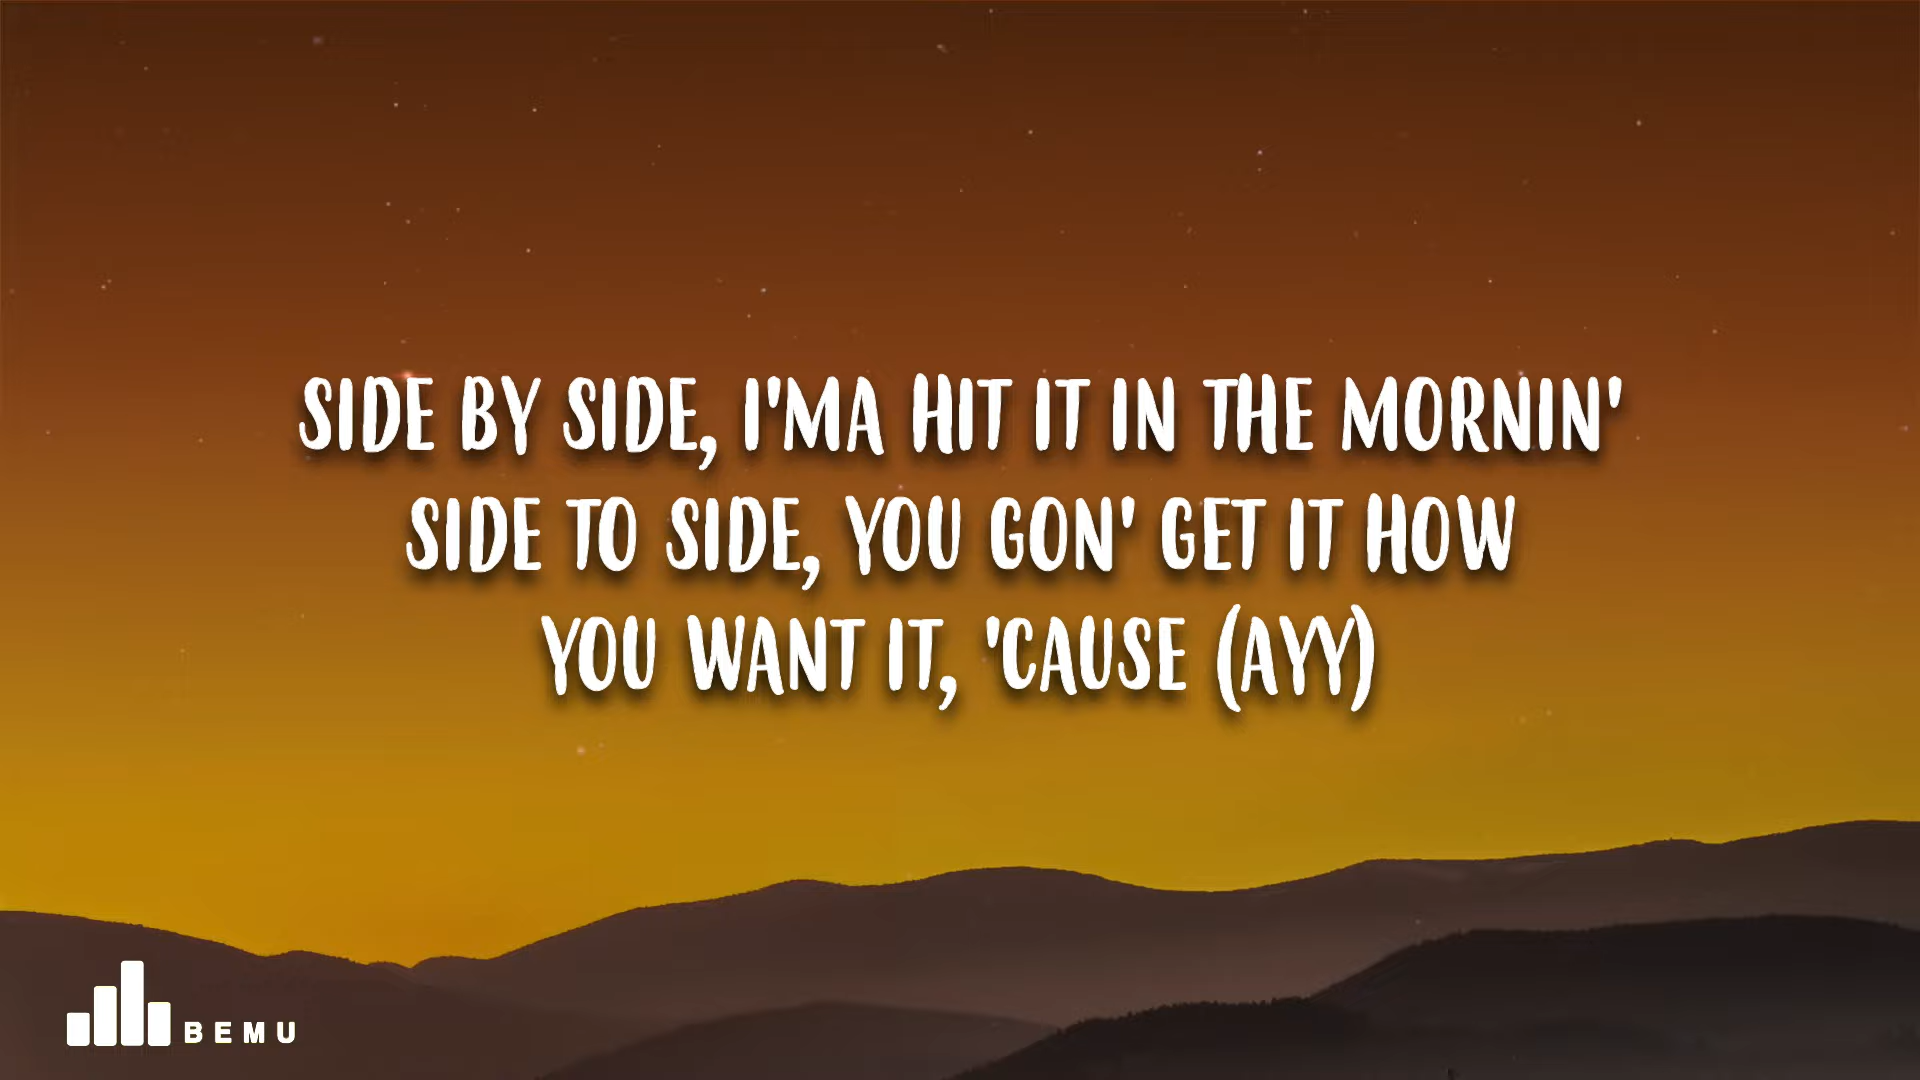 SIDE BY SIDE, I'MA HIT IT IN THE MORNIN'
SIDE TO SIDE, YOU GON' GET IT HOW
YOU WANT IT, 'CAUSE (AYY)
BEMU